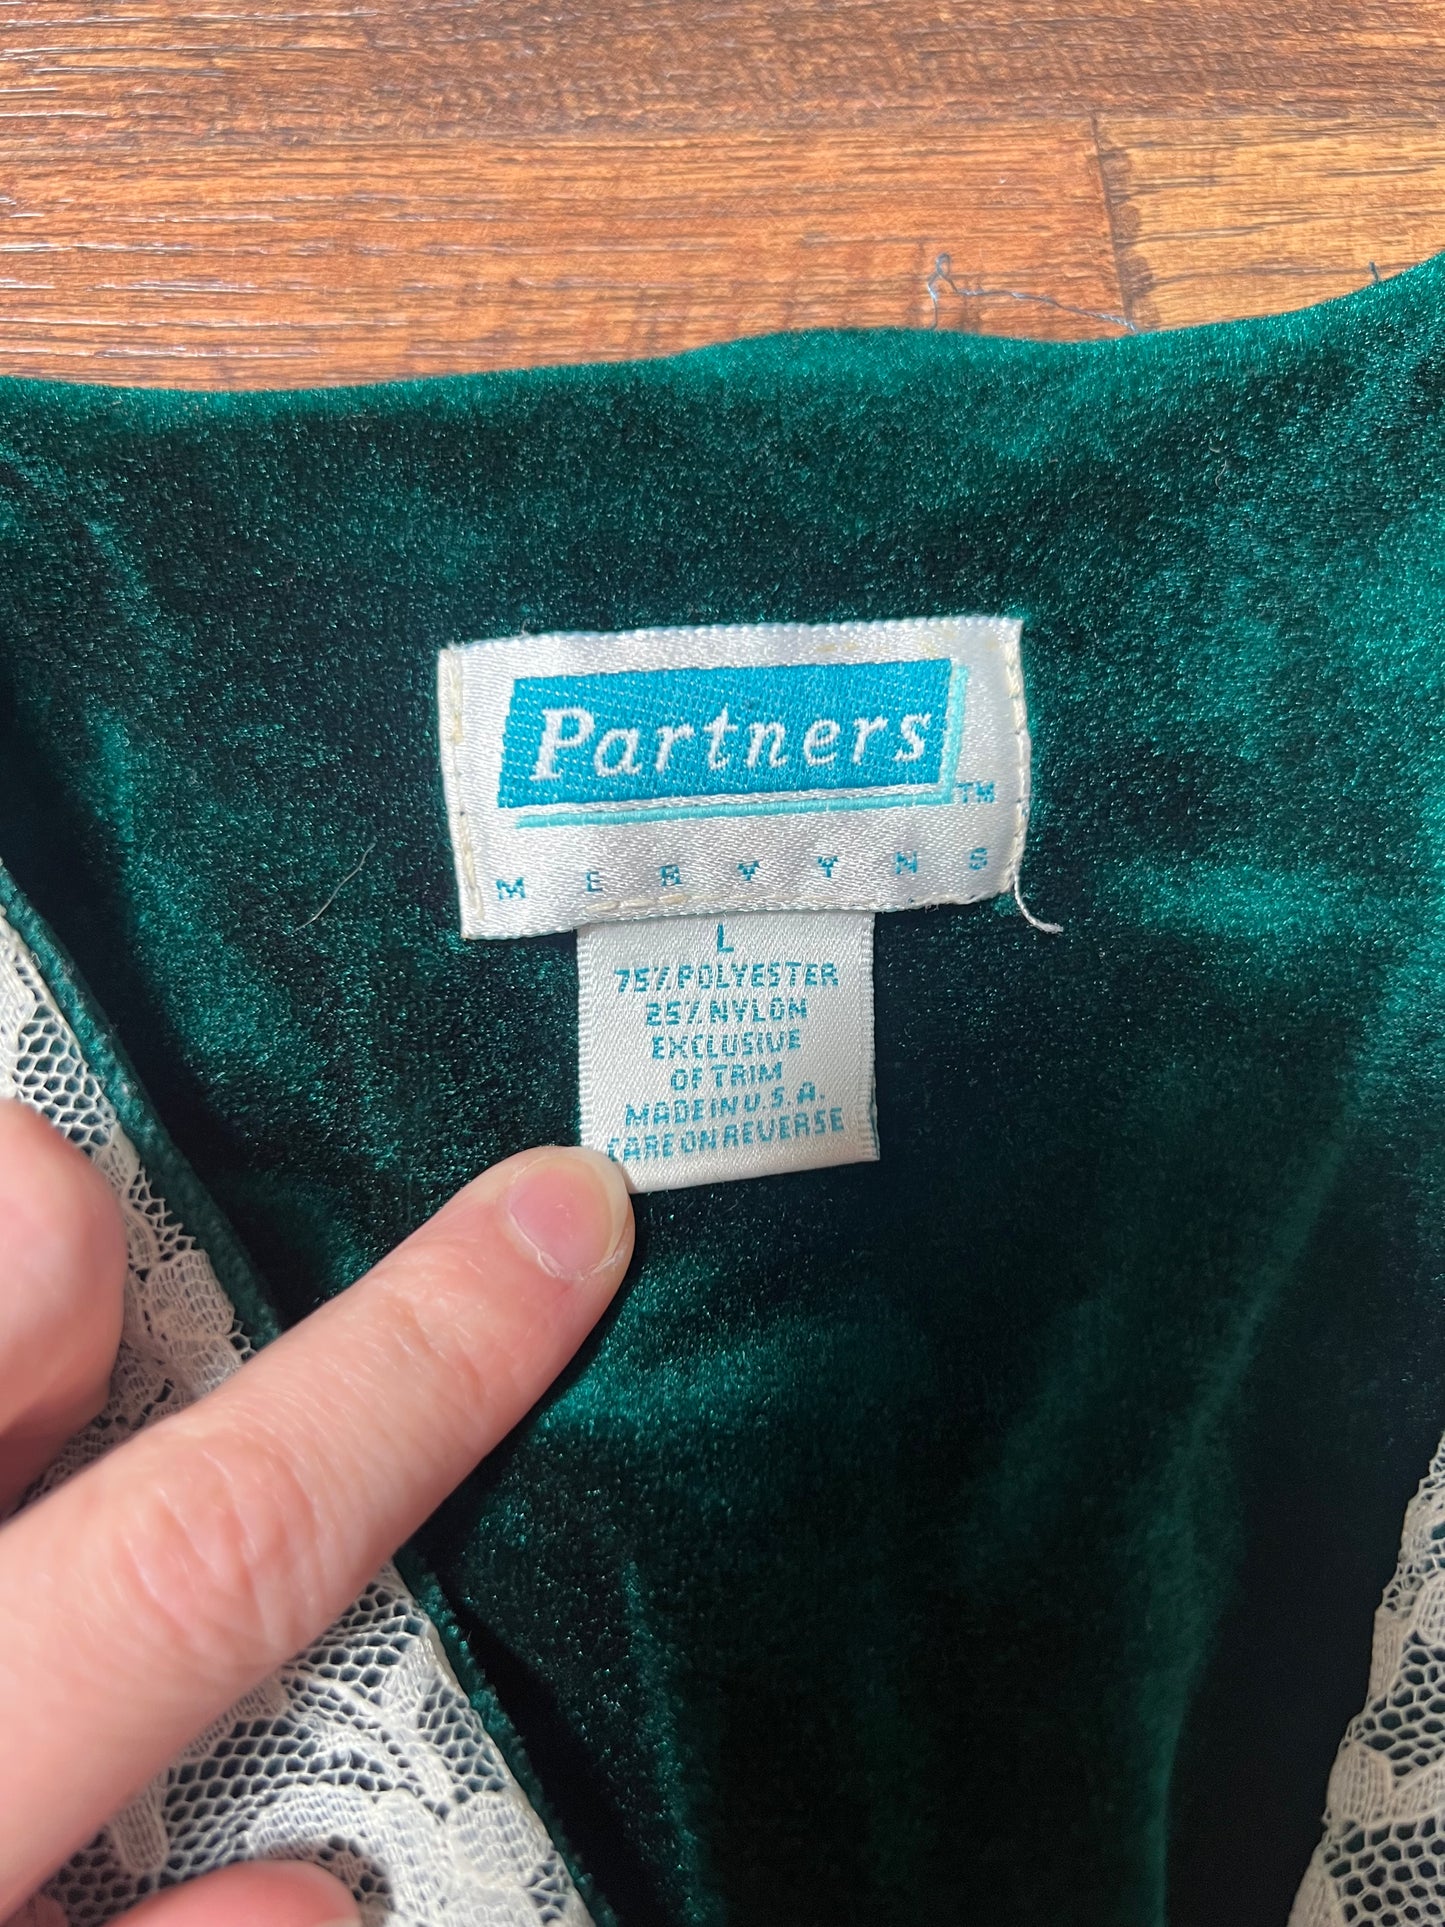 Partners
TM
MERVYNS
L
75% POLYESTER
25% NYLON
EXCLUSIVE
OF TRIM
MADE IN U.S.A.
CARE ON REVERSE